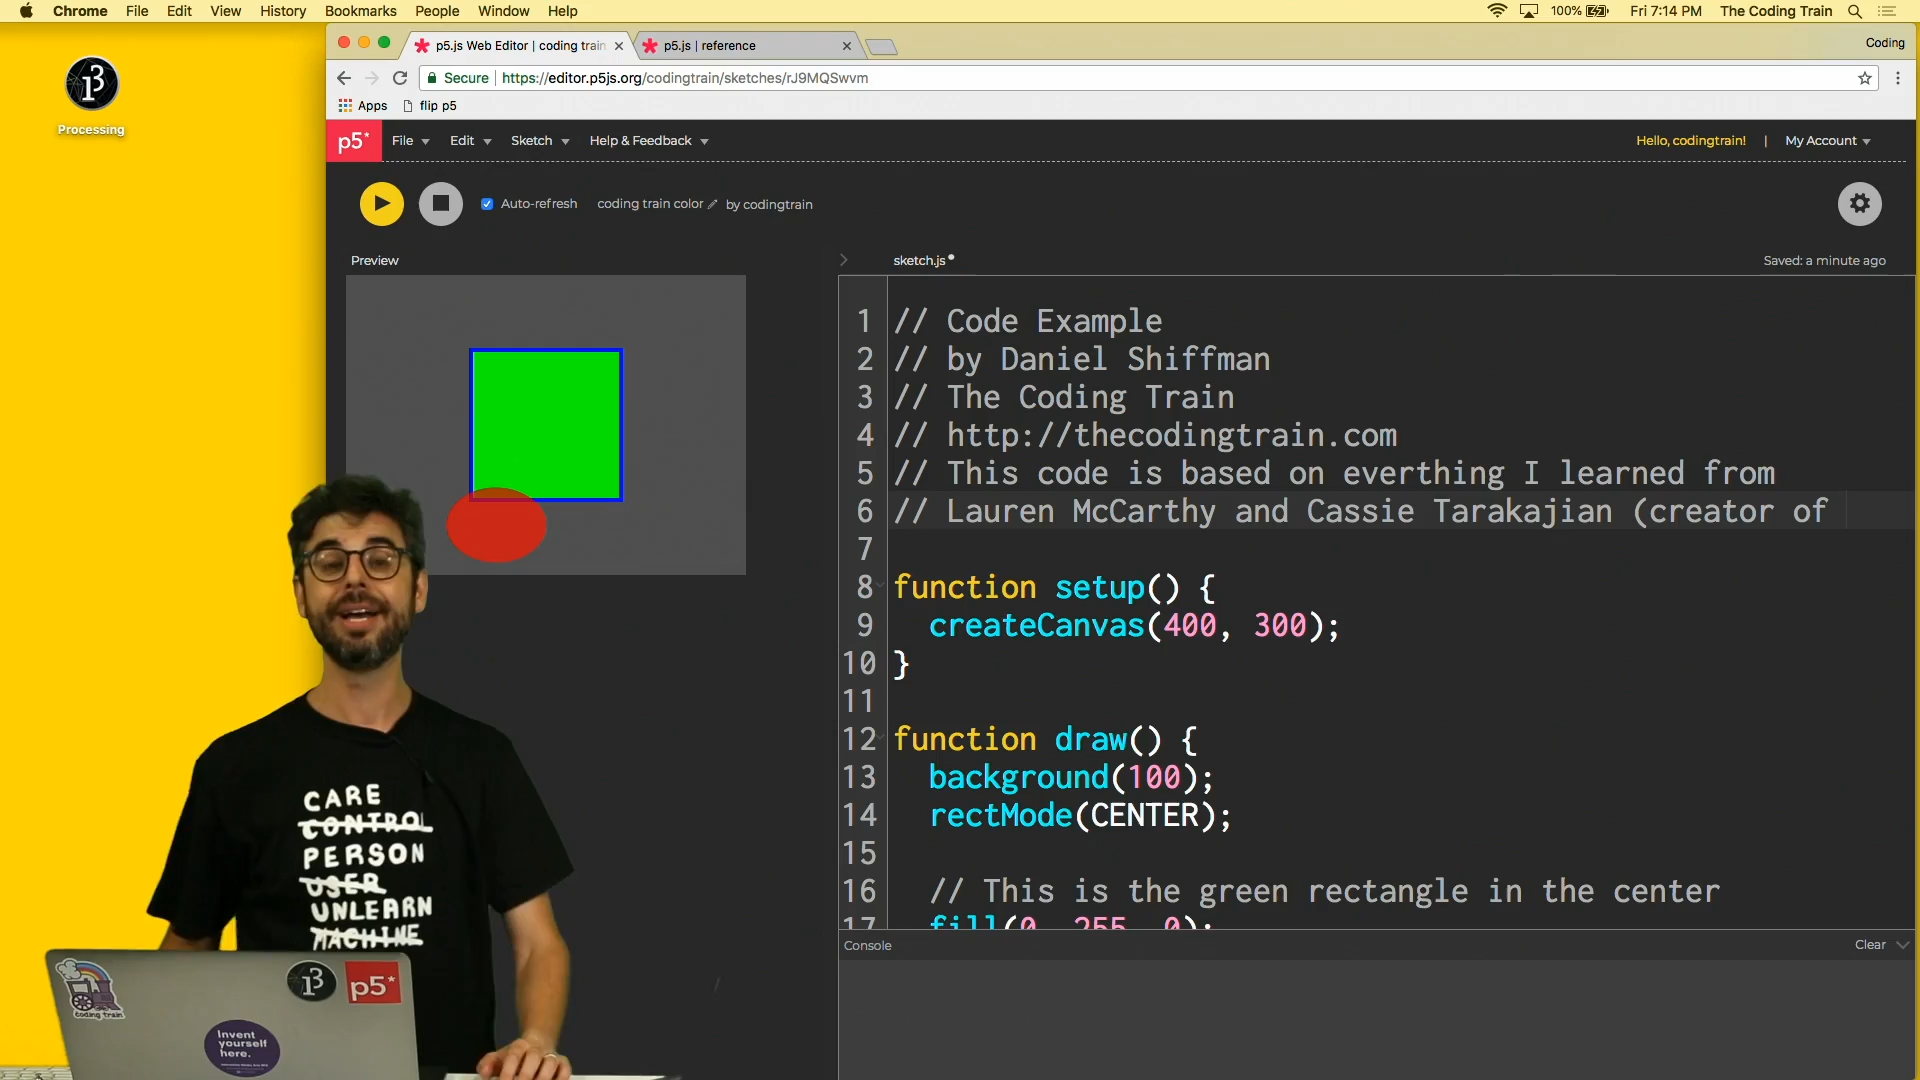 Chrome File Edit View History Bookmarks People Window Help
100% Fri 7:14 PM The Coding Train
Processing
p5.js Web Editor | coding train
p5.js | reference
Coding
Secure https://editor.p5js.org/codingtrain/sketches/rJ9MQSwvm
Apps flip p5
p5* File Edit Sketch Help & Feedback
Hello, codingtrain! | My Account
Auto-refresh coding train color by codingtrain
Preview
sketch.js
Saved: a minute ago
1 // Code Example
2 // by Daniel Shiffman
3 // The Coding Train
4 // http://thecodingtrain.com
5 // This code is based on everthing I learned from
6 // Lauren McCarthy and Cassie Tarakajian (creator of
7
8 function setup() {
9 createCanvas(400, 300);
10 }
11
12 function draw() {
13 background(100);
14 rectMode(CENTER);
15
16 // This is the green rectangle in the center
17 fill(0, 255, 0);
Console
Clear
CARE
CONTROL
PERSON
USER
UNLEARN
MACHINE
coding train
p5*
Invent
yourself
here.